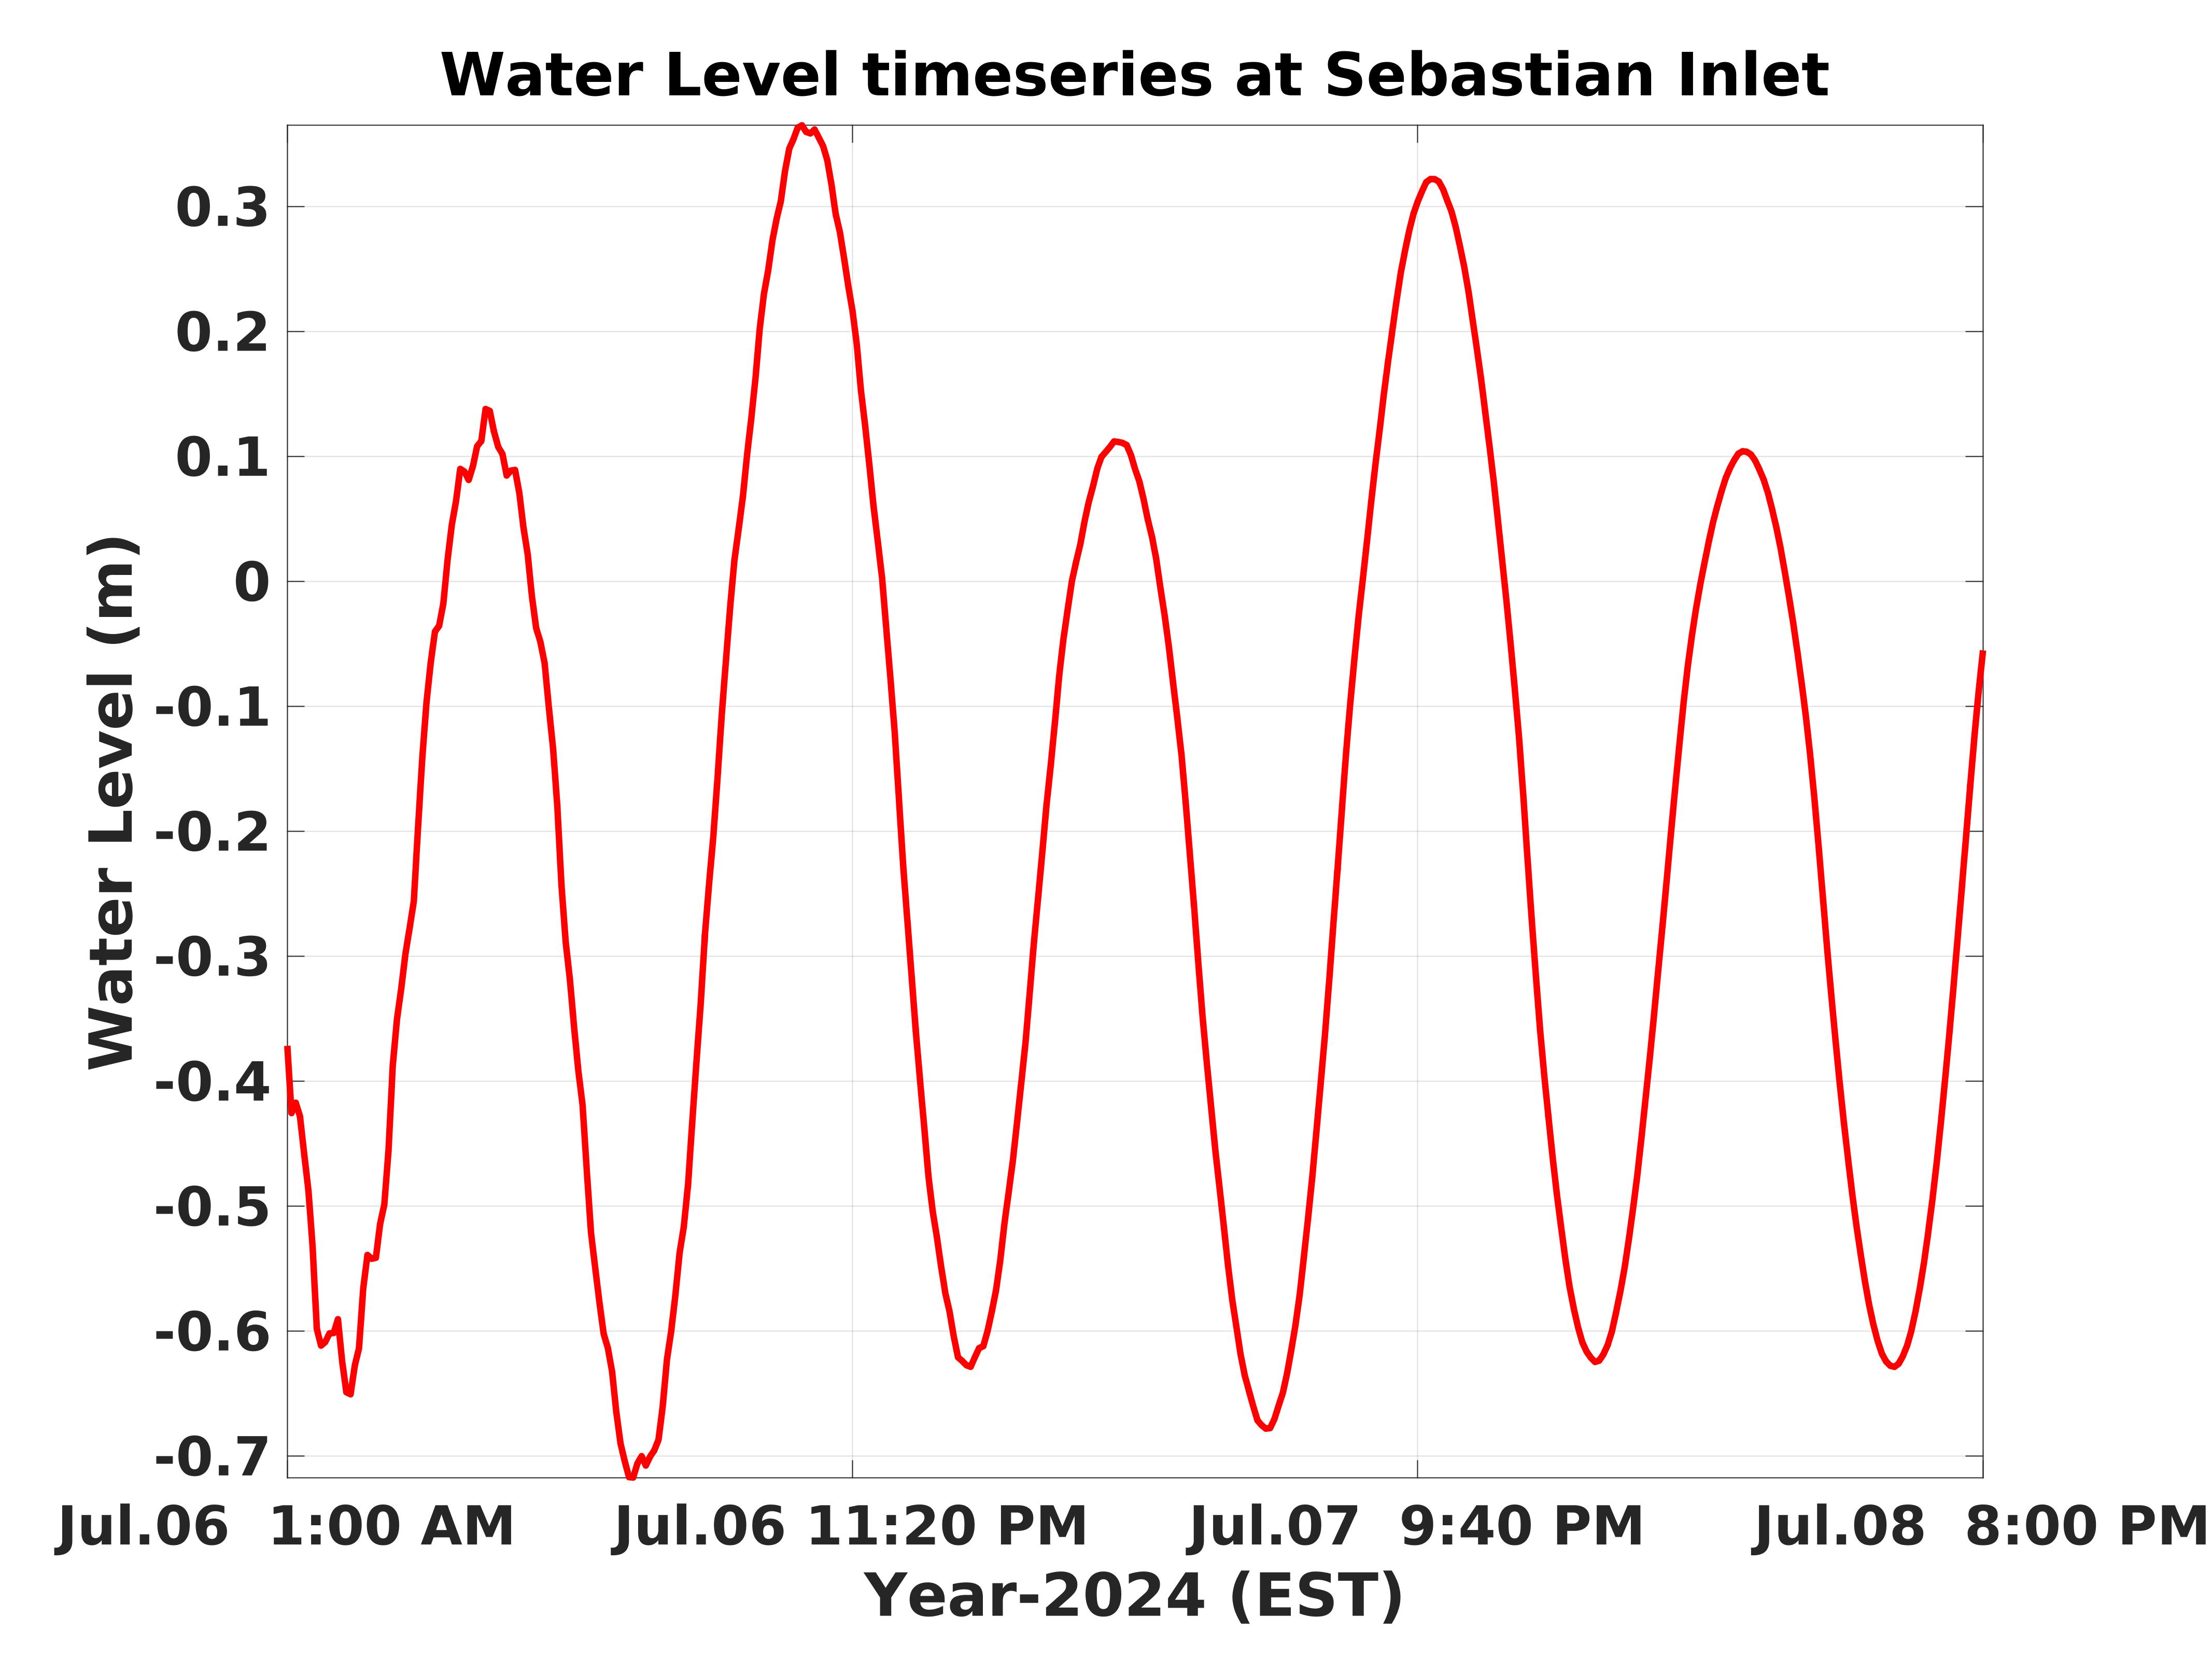 Water Level timeseries at Sebastian Inlet
Water Level (m)
0.3
0.2
0.1
0
-0.1
-0.2
-0.3
-0.4
-0.5
-0.6
-0.7
Jul.06 1:00 AM Jul.06 11:20 PM Jul.07 9:40 PM Jul.08 8:00 PM
Year-2024 (EST)